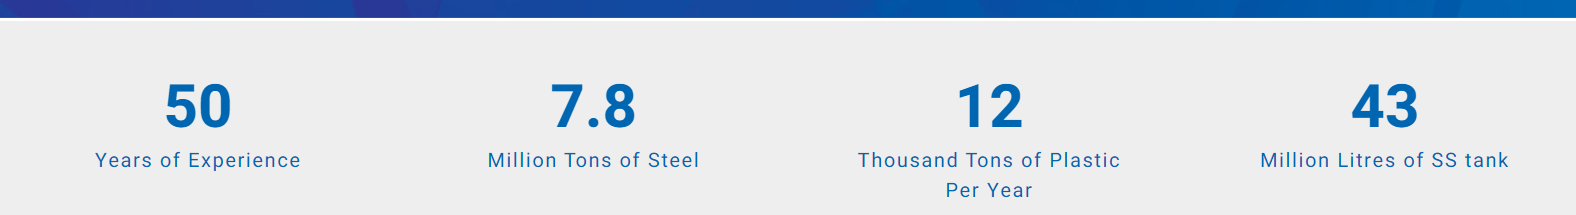 50
Years of Experience
7.8
Million Tons of Steel
12
Thousand Tons of Plastic
Per Year
43
Million Litres of SS tank